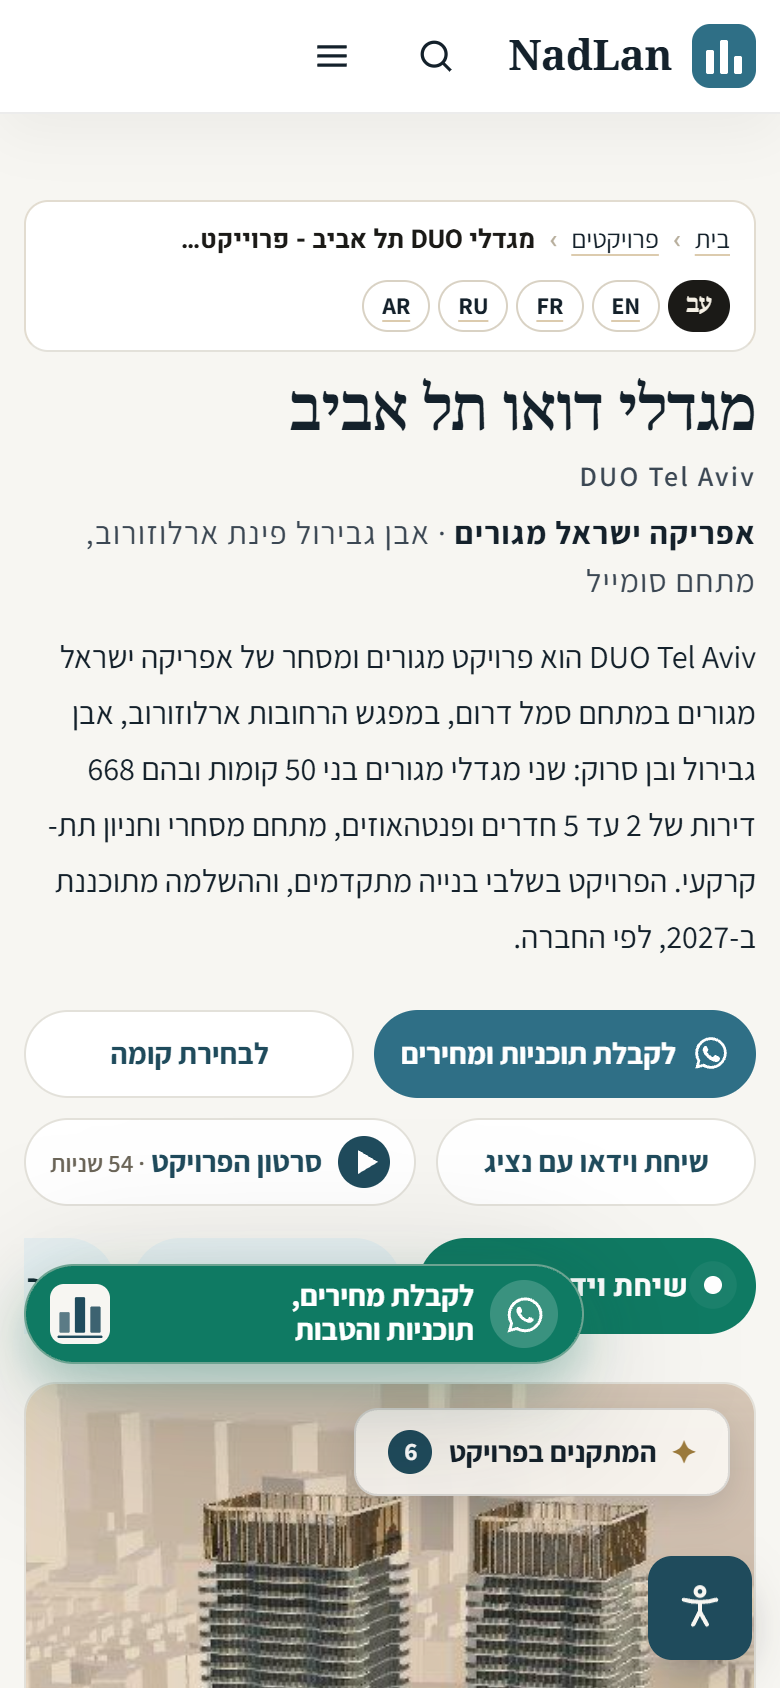 NadLan
בית › פרויקטים › מגדלי DUO תל אביב - פרוייקט...
עב EN FR RU AR
מגדלי דואו תל אביב
DUO Tel Aviv
אפריקה ישראל מגורים · אבן גבירול פינת ארלוזורוב,
מתחם סומייל
DUO Tel Aviv הוא פרויקט מגורים ומסחר של אפריקה ישראל
מגורים במתחם סמל דרום, במפגש הרחובות ארלוזורוב, אבן
גבירול ובן סרוק: שני מגדלי מגורים בני 50 קומות ובהם 668
דירות של 2 עד 5 חדרים ופנטהאוזים, מתחם מסחרי וחניון תת-
קרקעי. הפרויקט בשלבי בנייה מתקדמים, וההשלמה מתוכננת
ב-2027, לפי החברה.
לקבלת תוכניות ומחירים
לבחירת קומה
שיחת וידאו עם נציג
סרטון הפרויקט · 54 שניות
שיחת
לקבלת מחירים,
תוכניות והטבות
המתקנים בפרויקט 6